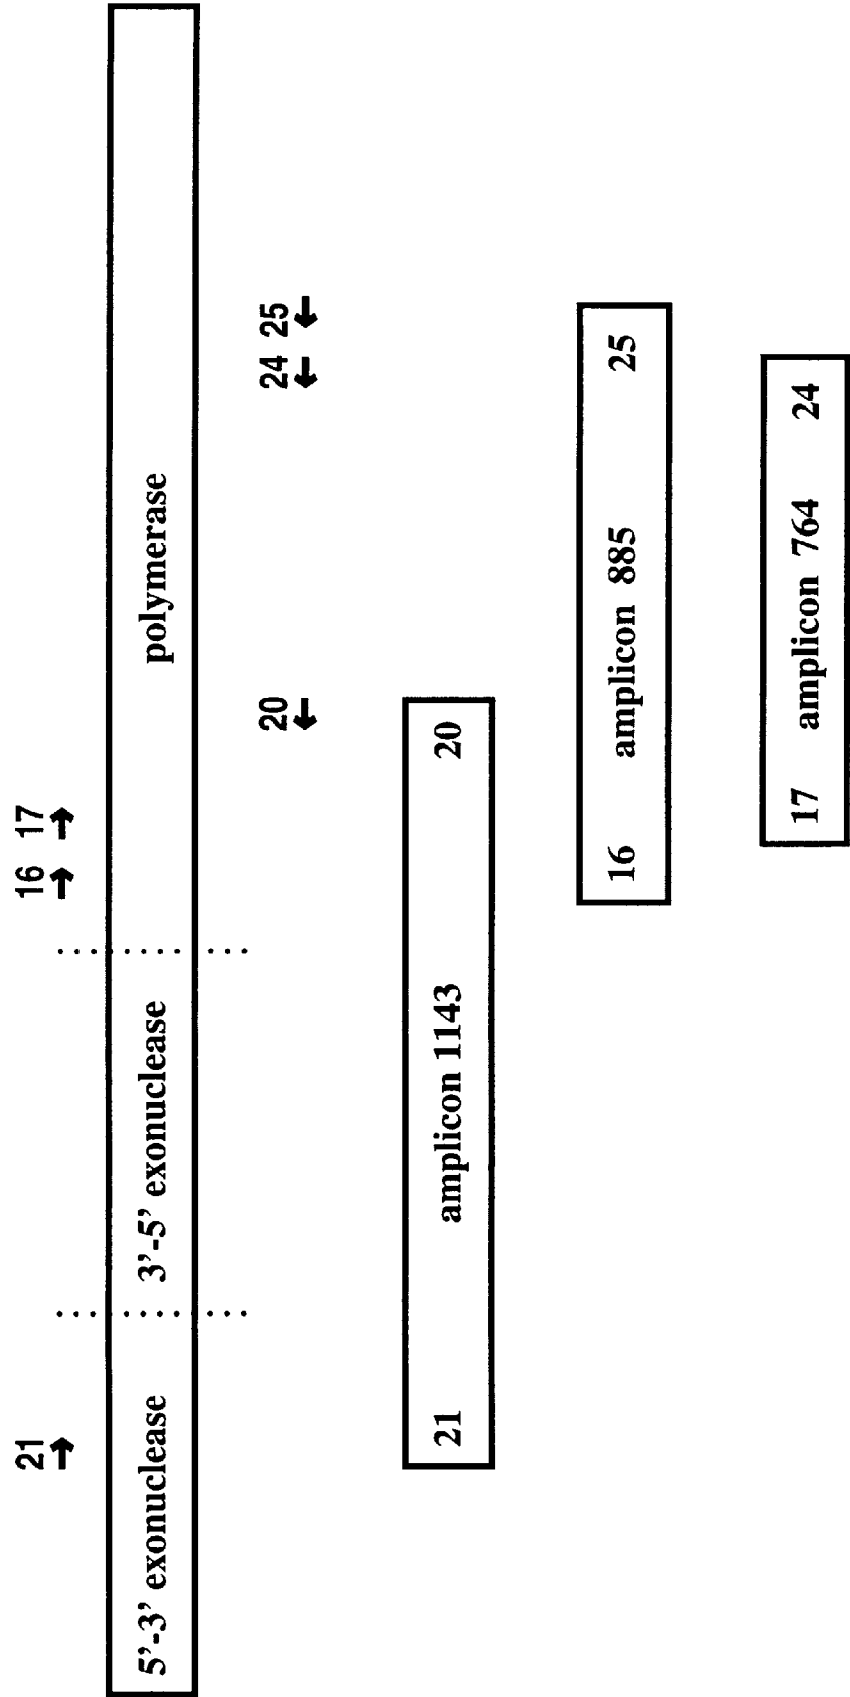 21 16 17
5'-3' exonuclease 3'-5' exonuclease polymerase
20 24 25
21 amplicon 1143 20
16 amplicon 885 25
17 amplicon 764 24